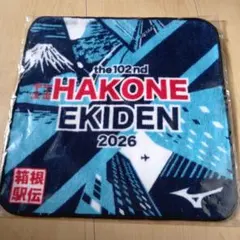 the 102nd
HAKONE
EKIDEN
2026
箱根
駅伝